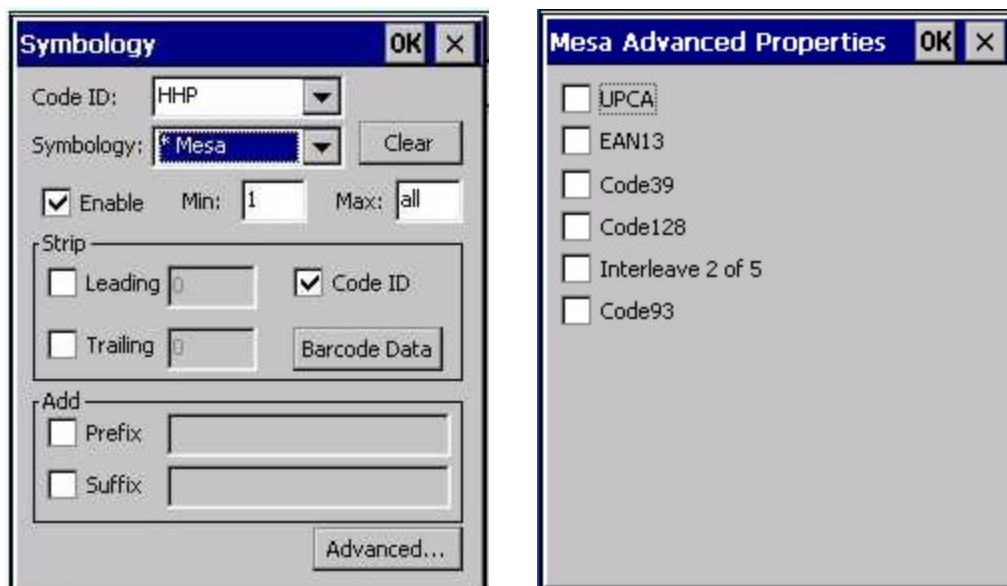 Symbology OK ×
Code ID: HHP
Symbology: * Mesa Clear
Enable Min: 1 Max: all
Strip
Leading 0 Code ID
Trailing 0 Barcode Data
Add
Prefix
Suffix
Advanced...
Mesa Advanced Properties OK ×
UPCA
EAN13
Code39
Code128
Interleave 2 of 5
Code93